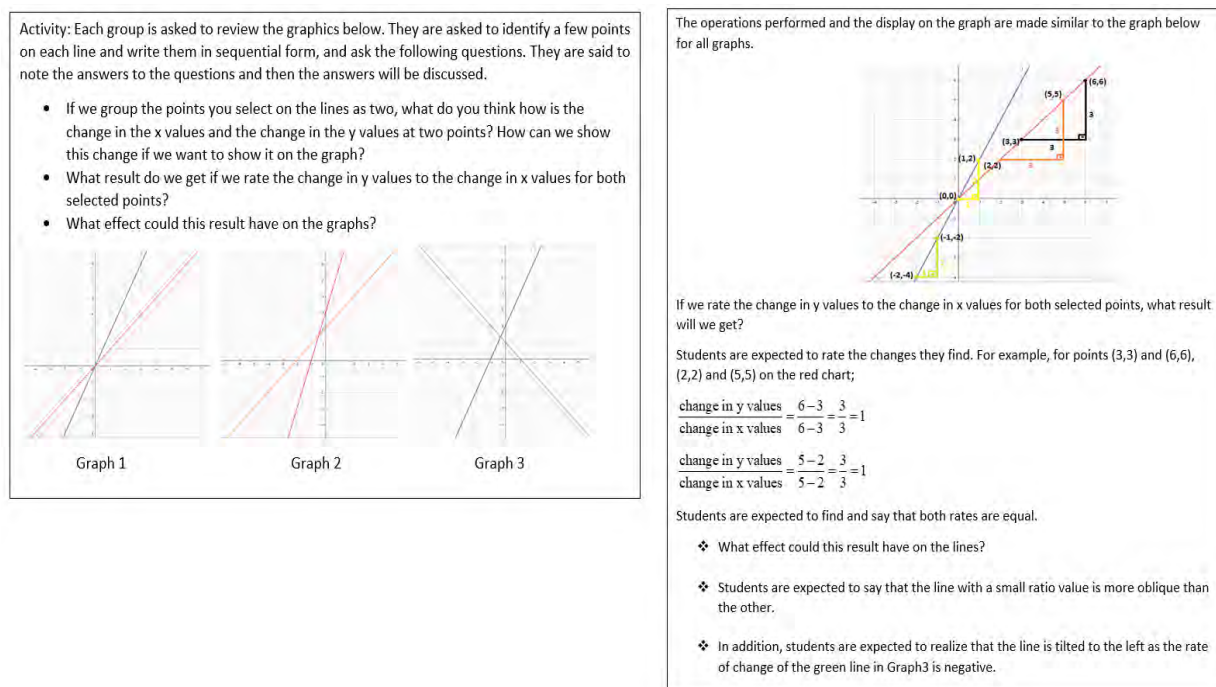 Activity: Each group is asked to review the graphics below. They are asked to identify a few points
on each line and write them in sequential form, and ask the following questions. They are said to
note the answers to the questions and then the answers will be discussed.
• If we group the points you select on the lines as two, what do you think how is the
change in the x values and the change in the y values at two points? How can we show
this change if we want to show it on the graph?
• What result do we get if we rate the change in y values to the change in x values for both
selected points?
• What effect could this result have on the graphs?
Graph 1
Graph 2
Graph 3
The operations performed and the display on the graph are made similar to the graph below
for all graphs.
(6,6)
(5,5)
3
(3,3)
3
(1,2)
(2,2)
(0,0)
(-1,-2)
(-2,-4)
If we rate the change in y values to the change in x values for both selected points, what result
will we get?
Students are expected to rate the changes they find. For example, for points (3,3) and (6,6),
(2,2) and (5,5) on the red chart;
change in y values / change in x values = 6−3 / 6−3 = 3 / 3 = 1
change in y values / change in x values = 5−2 / 5−2 = 3 / 3 = 1
Students are expected to find and say that both rates are equal.
❖ What effect could this result have on the lines?
❖ Students are expected to say that the line with a small ratio value is more oblique than
the other.
❖ In addition, students are expected to realize that the line is tilted to the left as the rate
of change of the green line in Graph3 is negative.